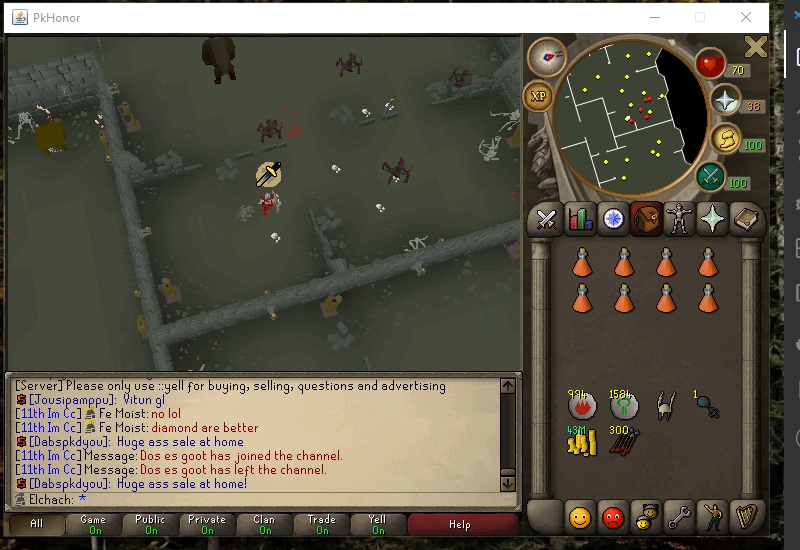 PkHonor
XP
70
38
100
100
[Server] Please only use ::yell for buying, selling, questions and advertising
[Jousipamppu]: Vitun gl
[11th Im Cc] Fe Moist: no lol
[11th Im Cc] Fe Moist: diamond are better
[Dabspkdyou]: Huge ass sale at home
[11th Im Cc] Message: Dos es goot has joined the channel.
[11th Im Cc] Message: Dos es goot has left the channel.
[Dabspkdyou]: Huge ass sale at home!
Elchach: *
994 1584 1
43M 300
All Game Public Private Clan Trade Yell Help
On On On On On On